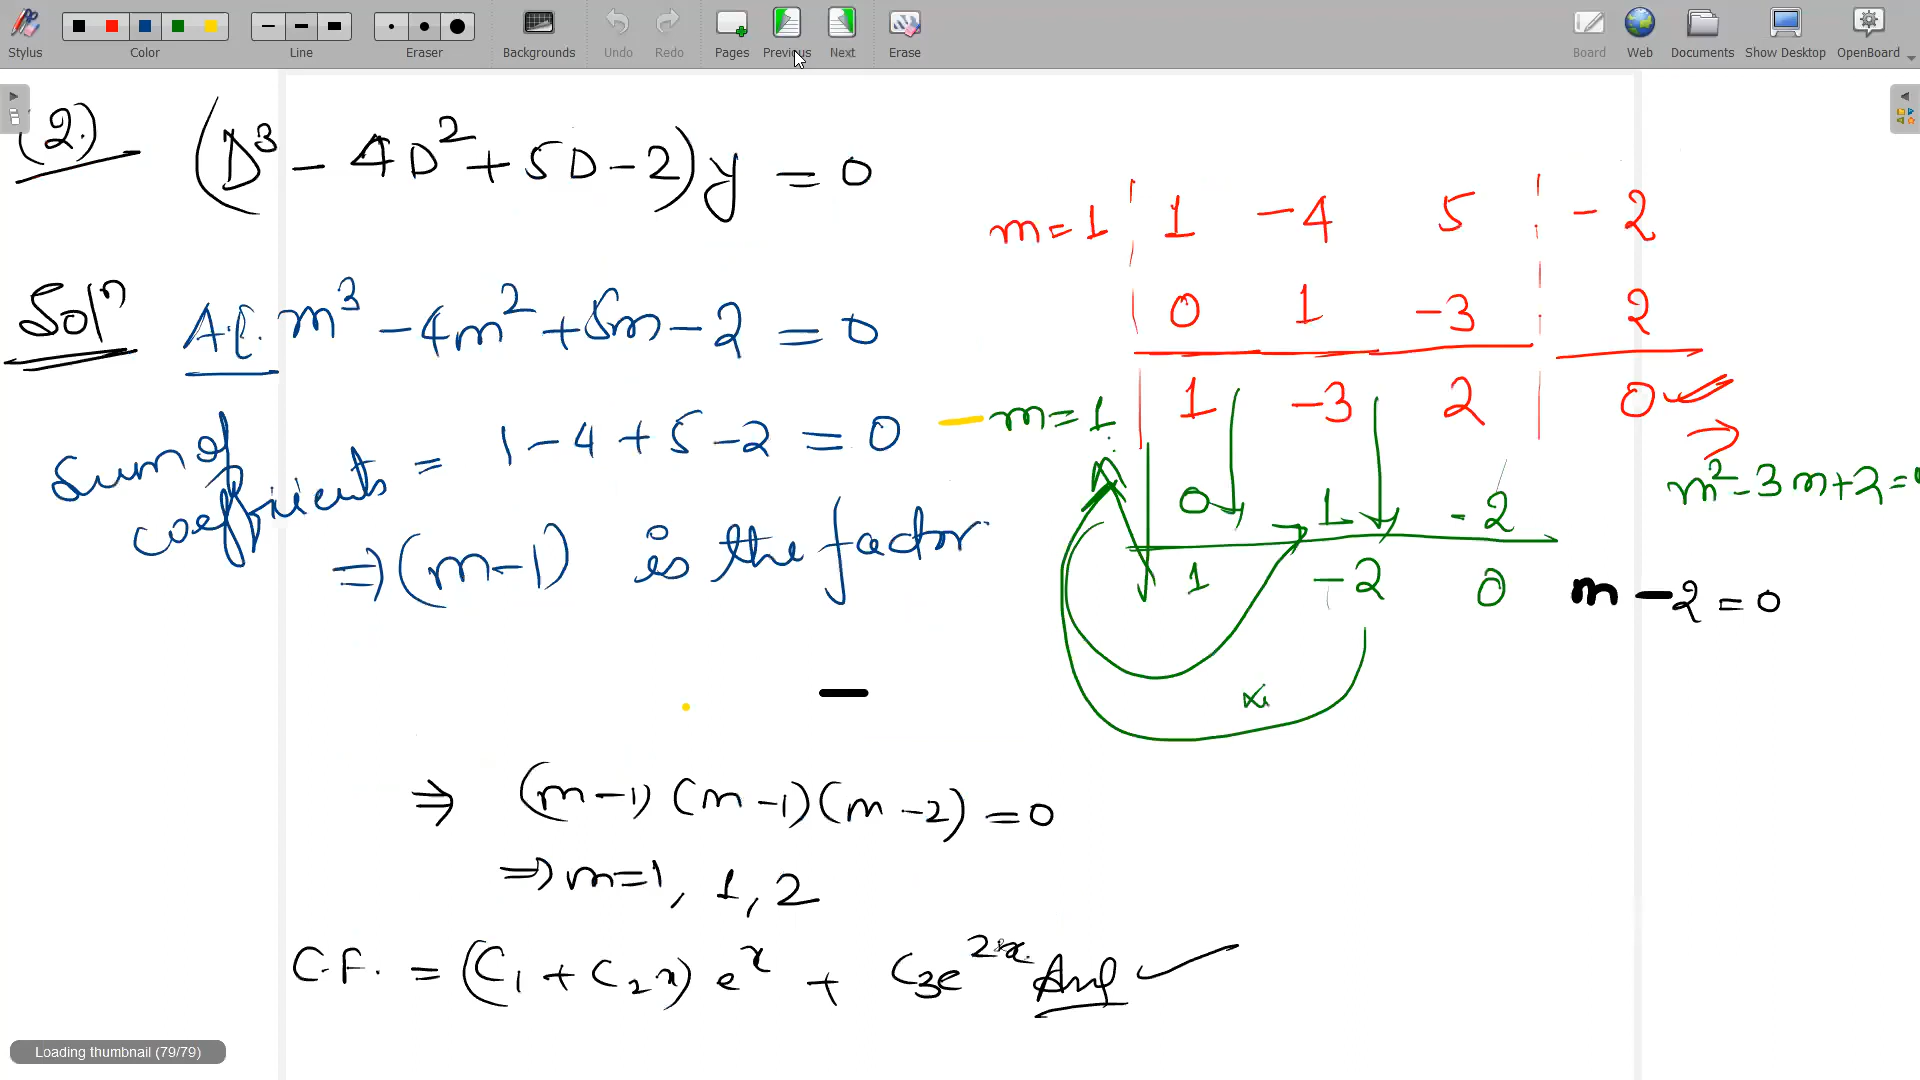 Stylus Color Line Eraser Backgrounds Undo Redo Pages Previous Next Erase Board Web Documents Show Desktop OpenBoard
(2.) (D³ - 4D² + 5D - 2)y = 0
Solⁿ A.E. m³ - 4m² + 5m - 2 = 0
Sum of coefficients = 1 - 4 + 5 - 2 = 0
⇒ (m-1) is the factor
m=1 1 -4 5 -2
0 1 -3 2
m=1 1 -3 2 0
⇒ m² - 3m + 2 =
0 1 -2
1 -2 0 m - 2 = 0
⇒ (m-1) (m-1) (m-2) = 0
⇒ m=1, 1, 2
C.F. = (C₁ + C₂x) eˣ + C₃e²ˣ Ans
Loading thumbnail (79/79)